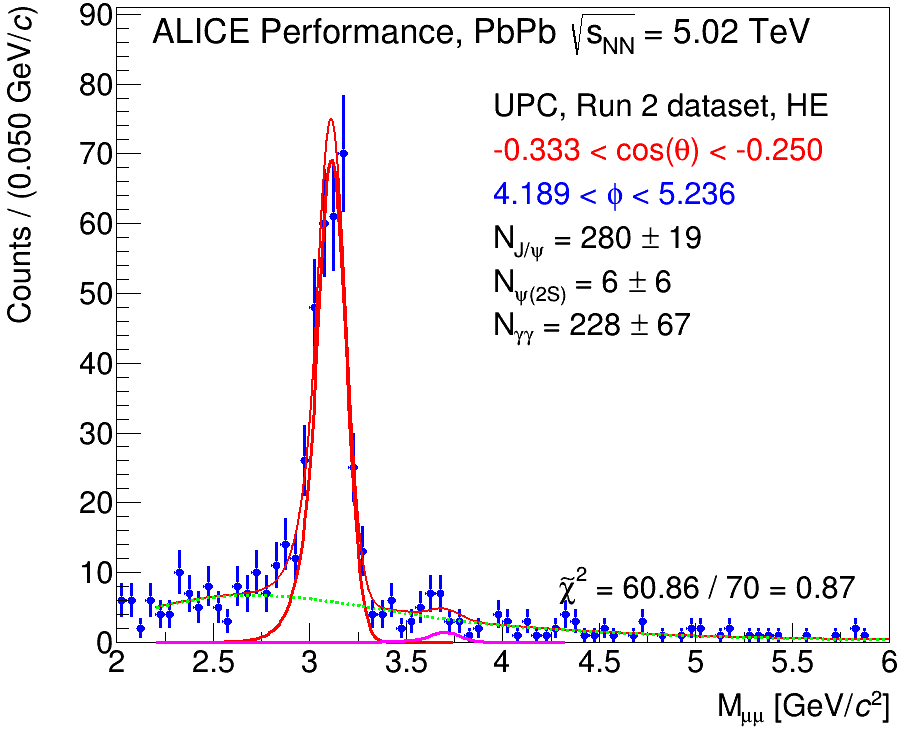 ALICE Performance, PbPb √s_NN = 5.02 TeV
UPC, Run 2 dataset, HE
-0.333 < cos(θ) < -0.250
4.189 < ϕ < 5.236
N_J/ψ = 280 ± 19
N_ψ(2S) = 6 ± 6
N_γγ = 228 ± 67
χ̃² = 60.86 / 70 = 0.87
Counts / (0.050 GeV/c)
90
80
70
60
50
40
30
20
10
0
2 2.5 3 3.5 4 4.5 5 5.5 6
M_μμ [GeV/c²]